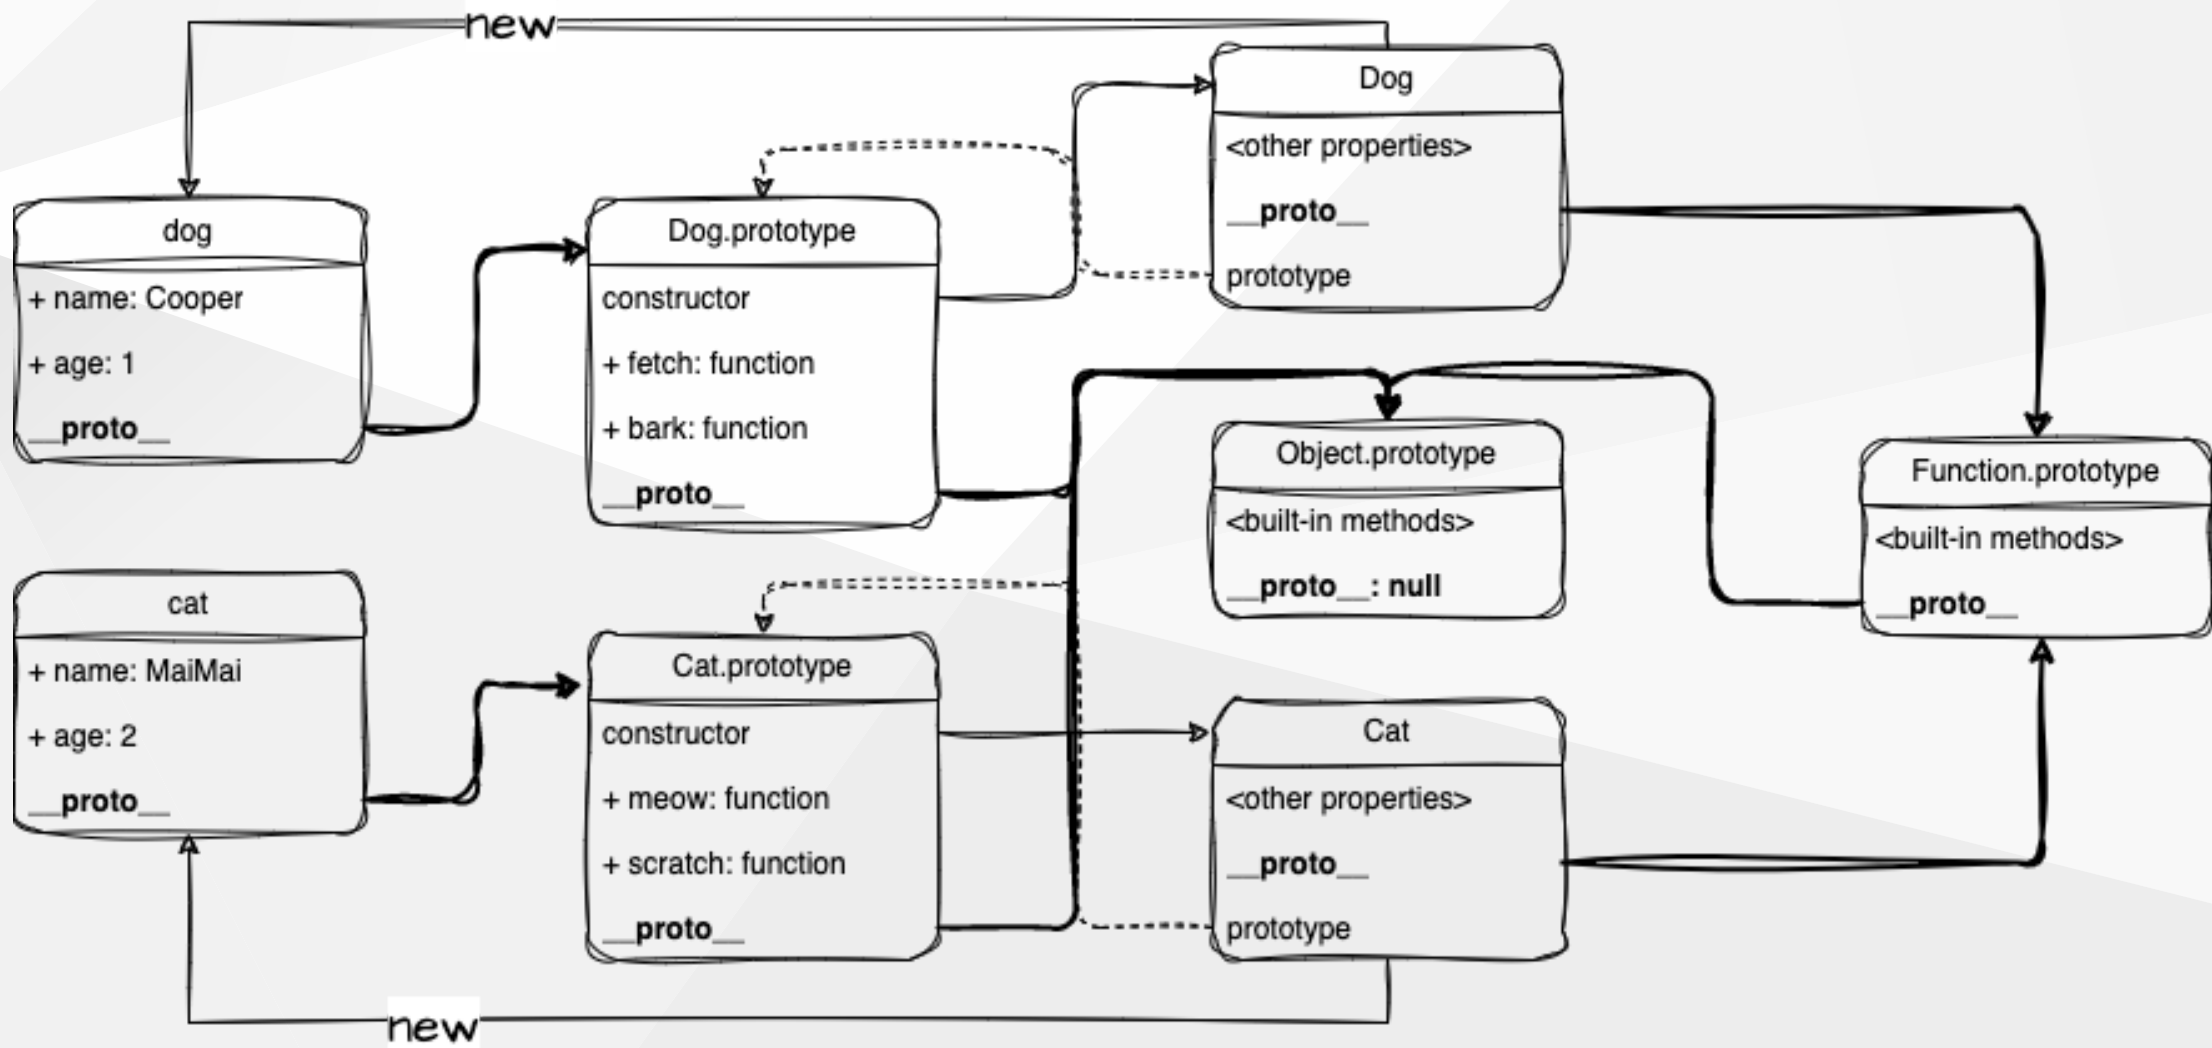 new
Dog
<other properties>
__proto__
prototype
dog
+ name: Cooper
+ age: 1
__proto__
Dog.prototype
constructor
+ fetch: function
+ bark: function
__proto__
Object.prototype
<built-in methods>
__proto__: null
Function.prototype
<built-in methods>
__proto__
cat
+ name: MaiMai
+ age: 2
__proto__
Cat.prototype
constructor
+ meow: function
+ scratch: function
__proto__
Cat
<other properties>
__proto__
prototype
new